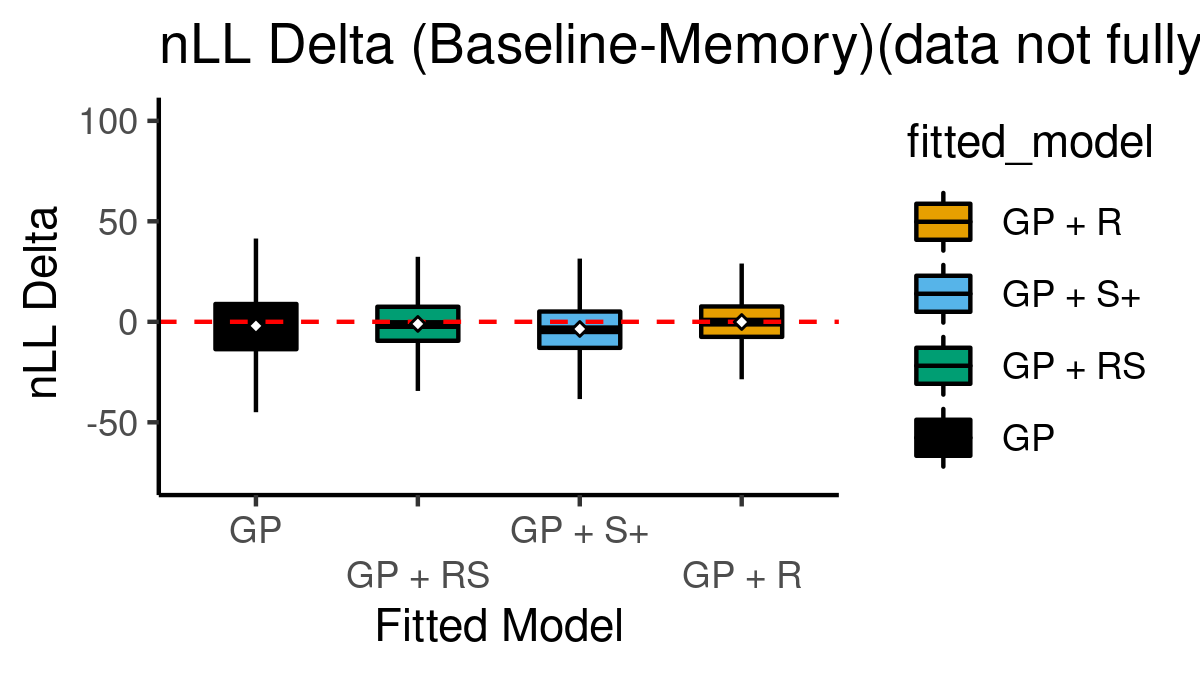 nLL Delta (Baseline-Memory)(data not fully
100
50
0
-50
nLL Delta
GP
GP + RS
GP + S+
GP + R
Fitted Model
fitted_model
GP + R
GP + S+
GP + RS
GP